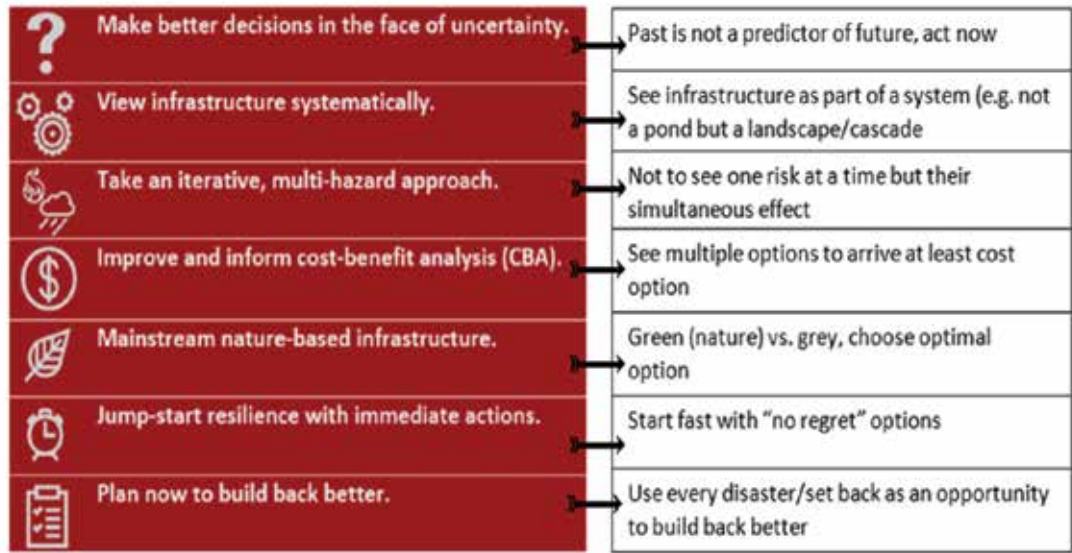 Make better decisions in the face of uncertainty.
Past is not a predictor of future, act now
View infrastructure systematically.
See infrastructure as part of a system (e.g. not
a pond but a landscape/cascade
Take an iterative, multi-hazard approach.
Not to see one risk at a time but their
simultaneous effect
Improve and inform cost-benefit analysis (CBA).
See multiple options to arrive at least cost
option
Mainstream nature-based infrastructure.
Green (nature) vs. grey, choose optimal
option
Jump-start resilience with immediate actions.
Start fast with “no regret” options
Plan now to build back better.
Use every disaster/set back as an opportunity
to build back better